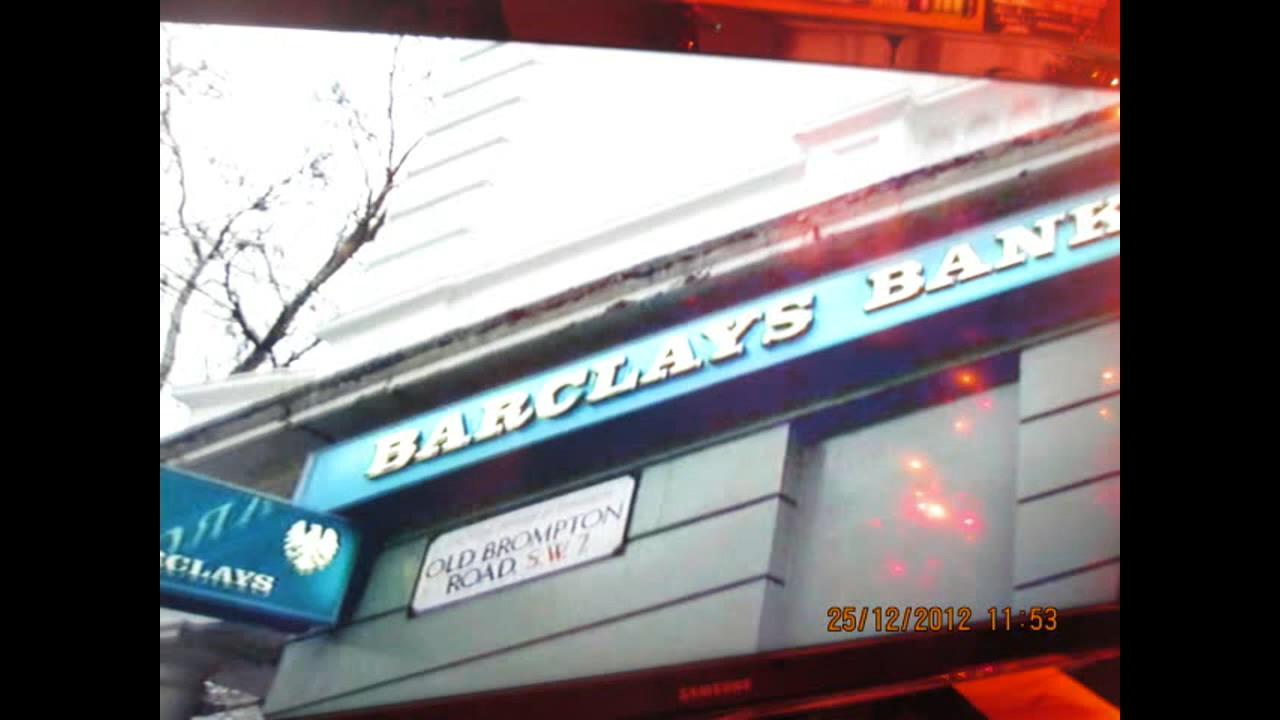 BARCLAYS BANK
CLAYS
OLD BROMPTON
ROAD. S.W. 7
25/12/2012 11:53
SAMSUNG